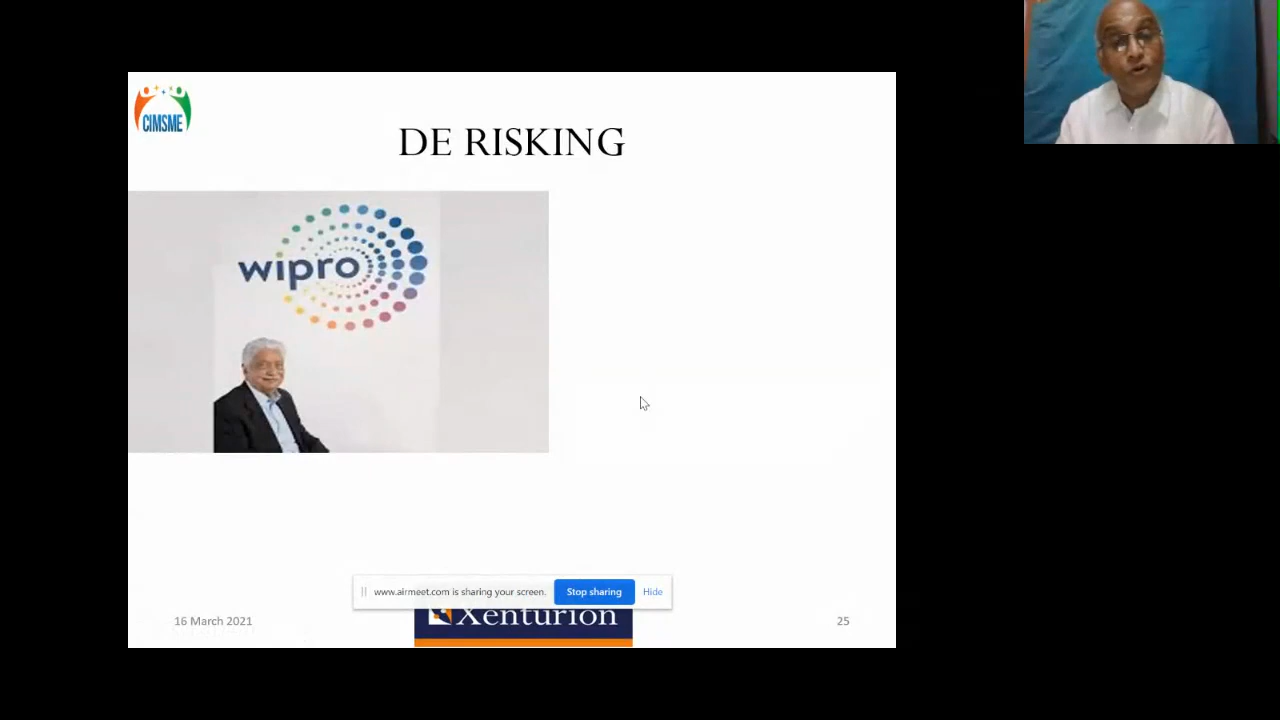 CIMSME
DE RISKING
wipro
www.airmeet.com is sharing your screen. Stop sharing Hide
16 March 2021
Xenturion
25